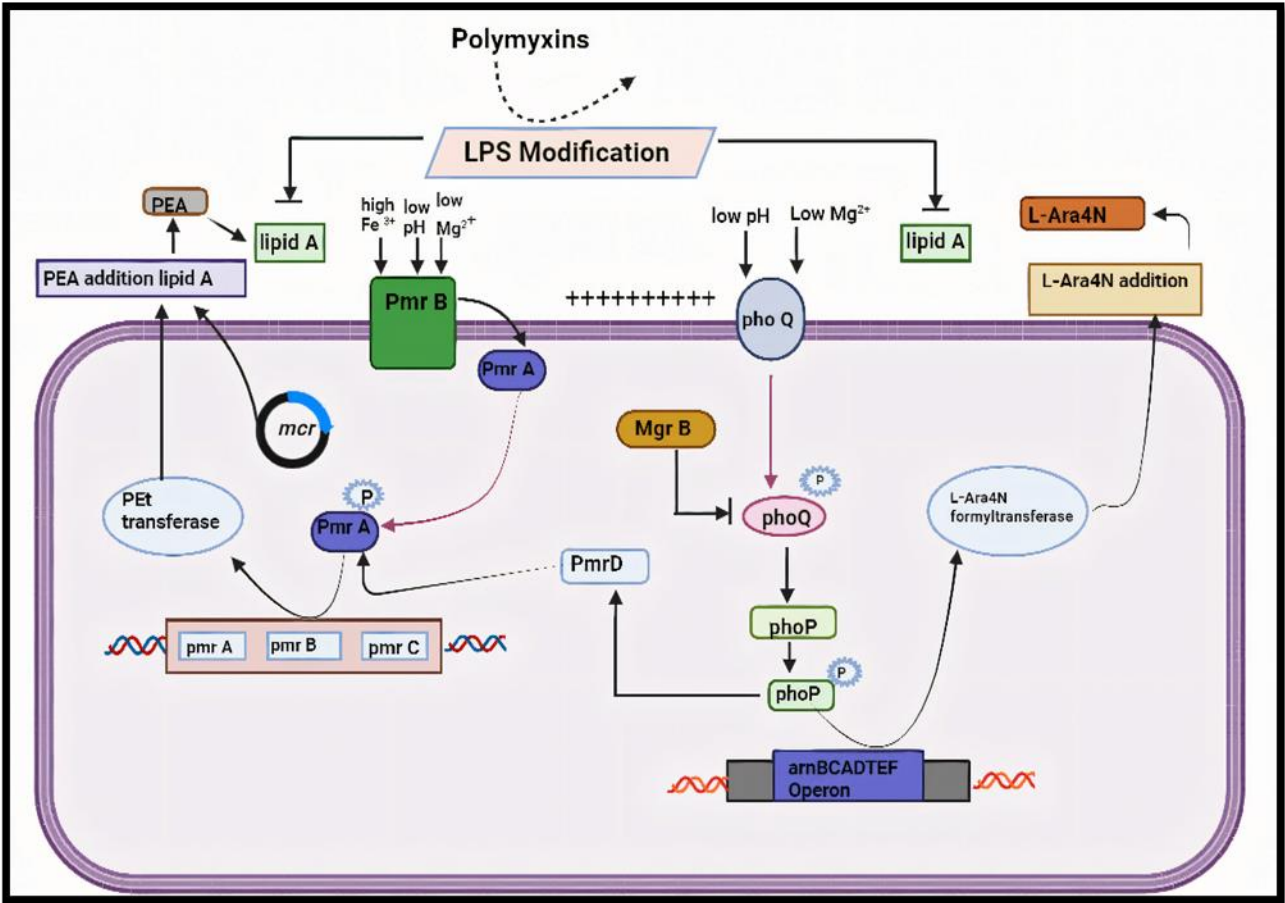 Polymyxins
LPS Modification
PEA
lipid A
high
Fe 3+
low
pH
low
Mg2+
low pH
Low Mg2+
lipid A
L-Ara4N
PEA addition lipid A
L-Ara4N addition
Pmr B
++++++++++
pho Q
Pmr A
mcr
Mgr B
P
P
PEt
transferase
Pmr A
phoQ
L-Ara4N
formyltransferase
PmrD
phoP
pmr A
pmr B
pmr C
P
phoP
arnBCADTEF
Operon